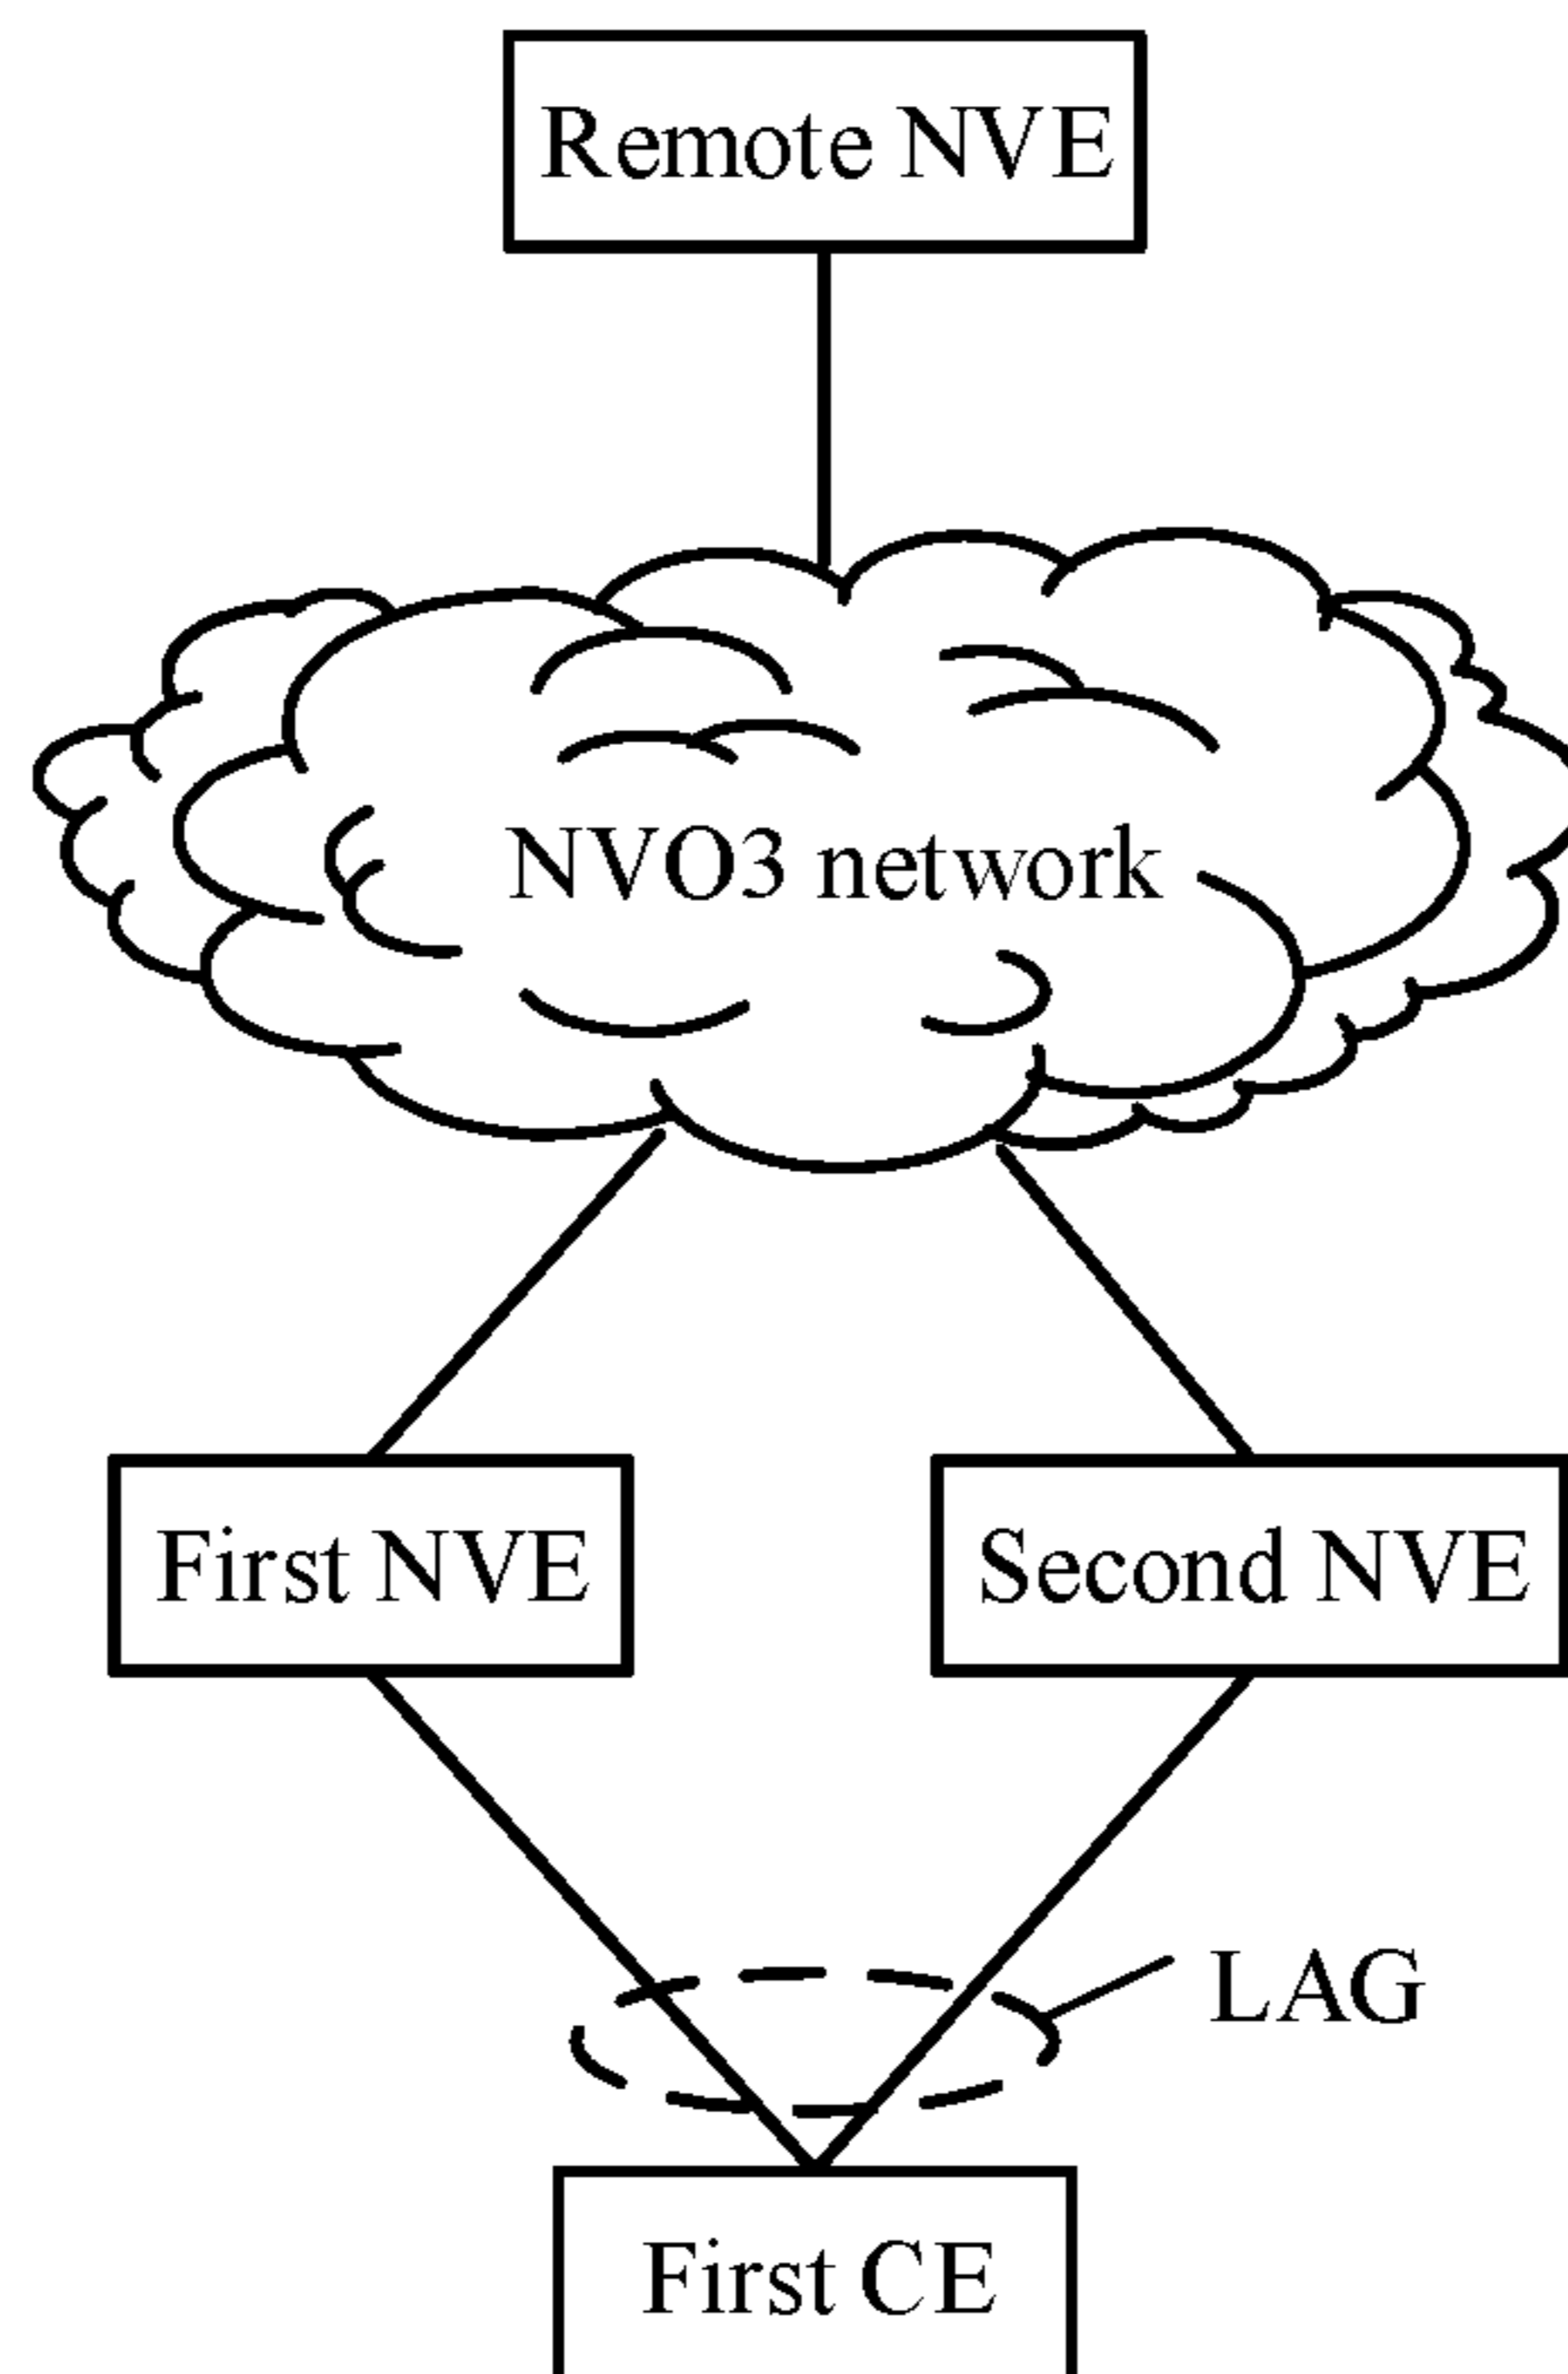 Remote NVE
NVO3 network
First NVE
Second NVE
LAG
First CE